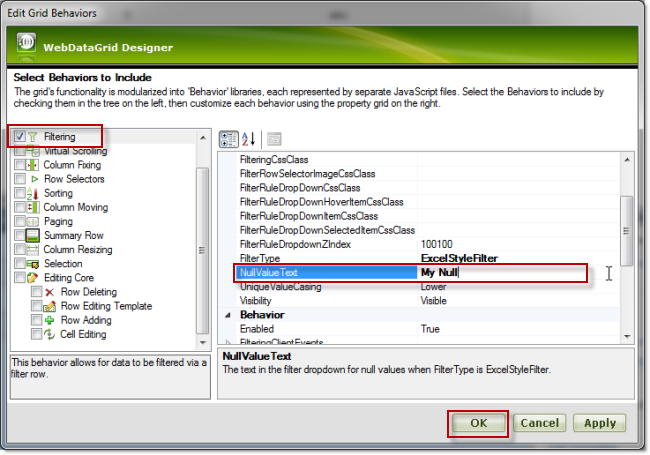 Edit Grid Behaviors
WebDataGrid Designer
Select Behaviors to Include
The grid's functionality is modularized into 'Behavior' libraries, each represented by separate JavaScript files. Select the Behaviors to include by
checking them in the tree on the left, then customize each behavior using the property grid on the right.
Filtering
Virtual Scrolling
Column Fixing
Row Selectors
Sorting
Column Moving
Paging
Summary Row
Column Resizing
Selection
Editing Core
Row Deleting
Row Editing Template
Row Adding
Cell Editing
This behavior allows for data to be filtered via a
filter row.
FilteringCssClass
FilterRowSelectorImageCssClass
FilterRuleDropDownCssClass
FilterRuleDropDownHoverItemCssClass
FilterRuleDropDownItemCssClass
FilterRuleDropDownSelectedItemCssClass
FilterRuleDropdownZIndex 100100
FilterType ExcelStyleFilter
NullValueText My Null
UniqueValueCasing Lower
Visibility Visible
Behavior
Enabled True
FilteringClientEvents
NullValueText
The text in the filter dropdown for null values when FilterType is ExcelStyleFilter.
OK Cancel Apply